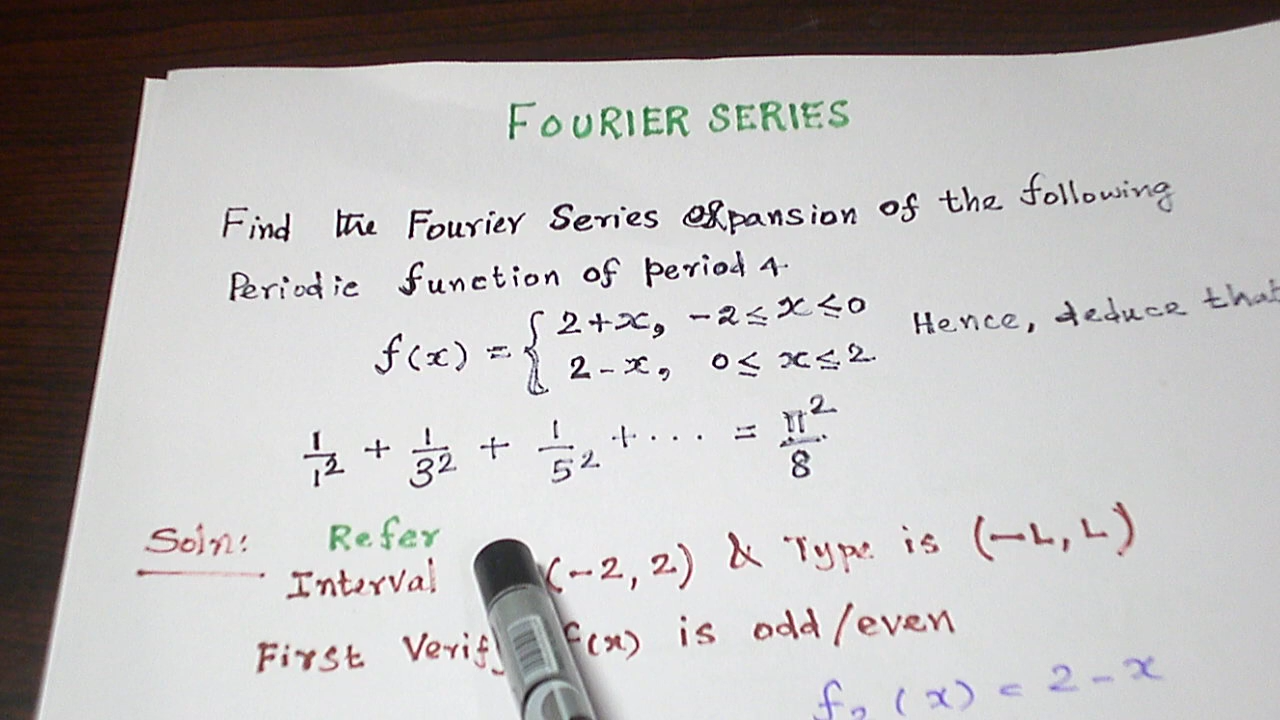 FOURIER SERIES
Find the Fourier Series expansion of the following
Periodic function of period 4
f(x) = { 2+x, -2≤x≤0 Hence, deduce that
2-x, 0≤x≤2.
1/1² + 1/3² + 1/5² + ... = π²/8
Soln: Refer
Interval (-2, 2) & Type is (-L, L)
First Verify f(x) is odd/even
f₂(x) = 2-x